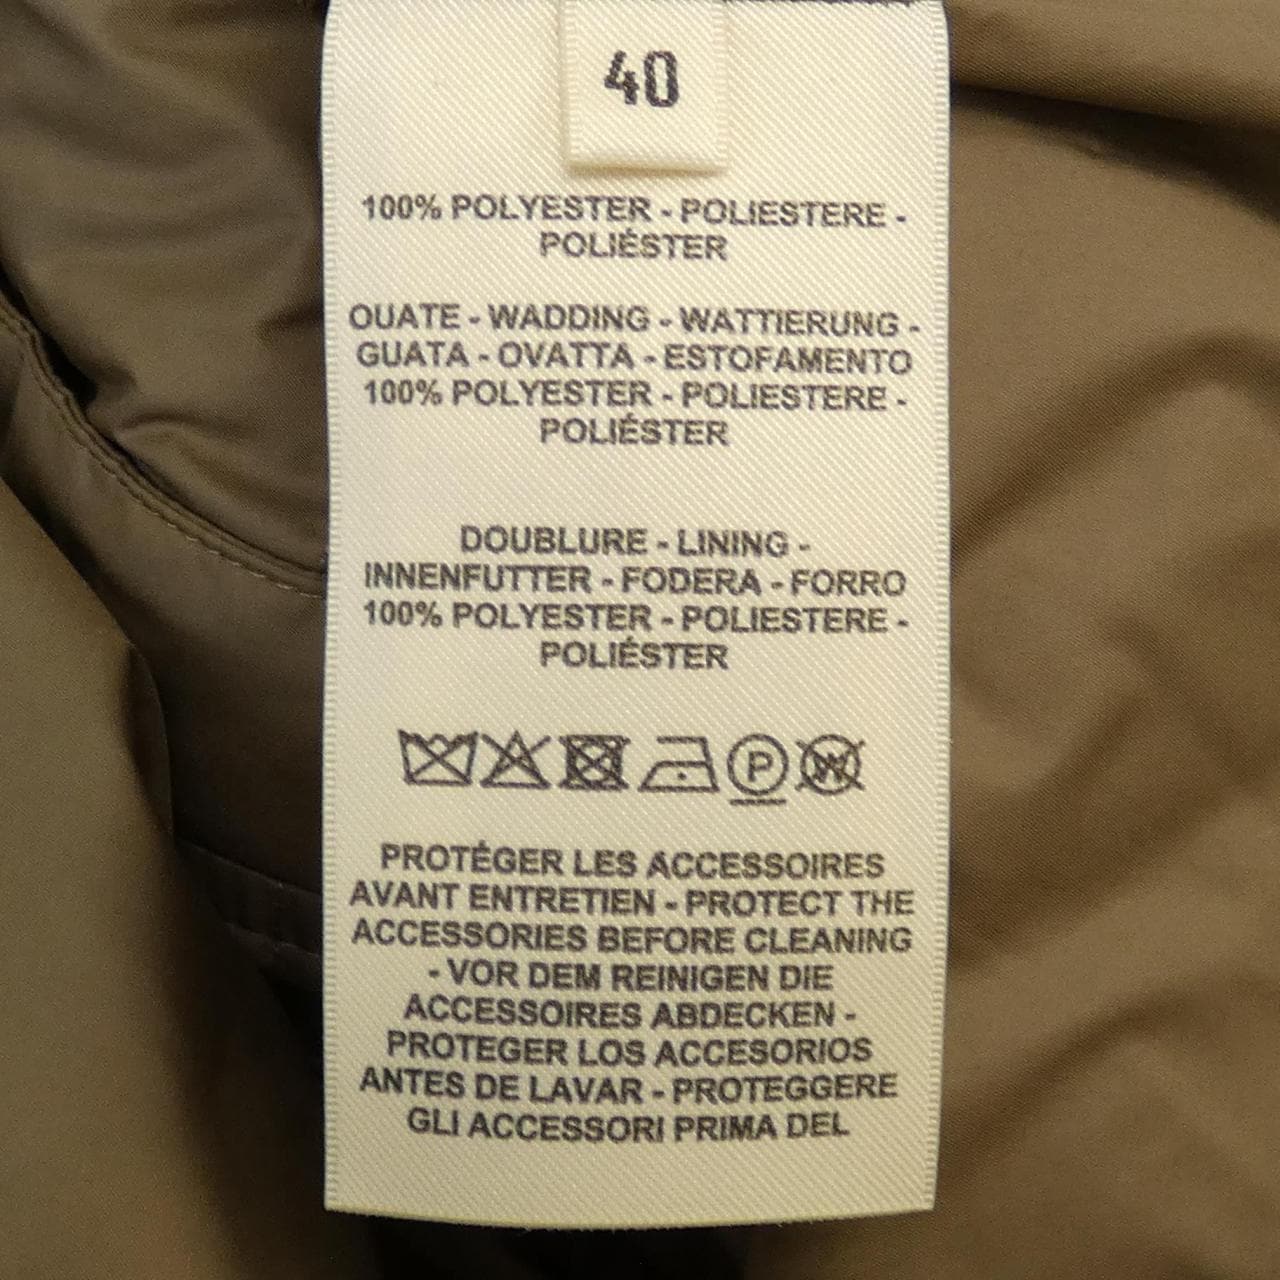 40
100% POLYESTER - POLIESTERE -
POLIÉSTER
OUATE - WADDING - WATTIERUNG -
GUATA - OVATTA - ESTOFAMENTO
100% POLYESTER - POLIESTERE -
POLIÉSTER
DOUBLURE - LINING -
INNENFUTTER - FODERA - FORRO
100% POLYESTER - POLIESTERE -
POLIÉSTER
P W
PROTÉGER LES ACCESSOIRES
AVANT ENTRETIEN - PROTECT THE
ACCESSORIES BEFORE CLEANING
- VOR DEM REINIGEN DIE
ACCESSOIRES ABDECKEN -
PROTEGER LOS ACCESORIOS
ANTES DE LAVAR - PROTEGGERE
GLI ACCESSORI PRIMA DEL